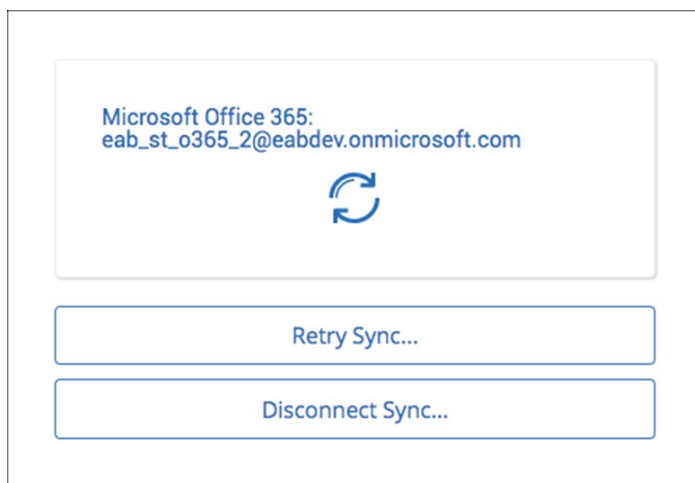 Microsoft Office 365:
eab_st_o365_2@eabdev.onmicrosoft.com
Retry Sync...
Disconnect Sync...